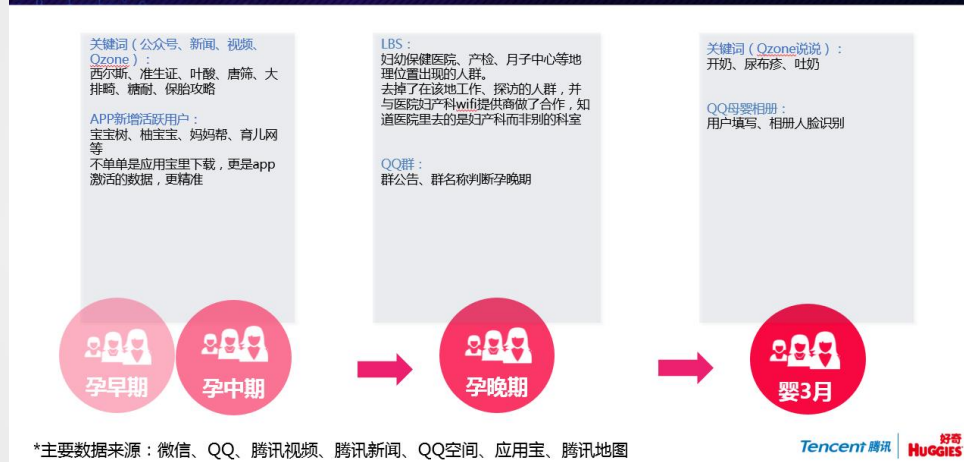 关键词（公众号、新闻、视频、
Qzone）：
西尔斯、准生证、叶酸、唐筛、大
排畸、糖耐、保胎攻略
APP新增活跃用户：
宝宝树、柚宝宝、妈妈帮、育儿网
等
不单单是应用宝里下载，更是app
激活的数据，更精准
LBS：
妇幼保健医院、产检、月子中心等地
理位置出现的人群。
去掉了在该地工作、探访的人群，并
与医院妇产科wifi提供商做了合作，知
道医院里去的是妇产科而非别的科室
QQ群：
群公告、群名称判断孕晚期
关键词（Qzone说说）：
开奶、尿布疹、吐奶
QQ母婴相册：
用户填写、相册人脸识别
孕早期
孕中期
孕晚期
婴3月
*主要数据来源：微信、QQ、腾讯视频、腾讯新闻、QQ空间、应用宝、腾讯地图
Tencent 腾讯
好奇
HUGGIES